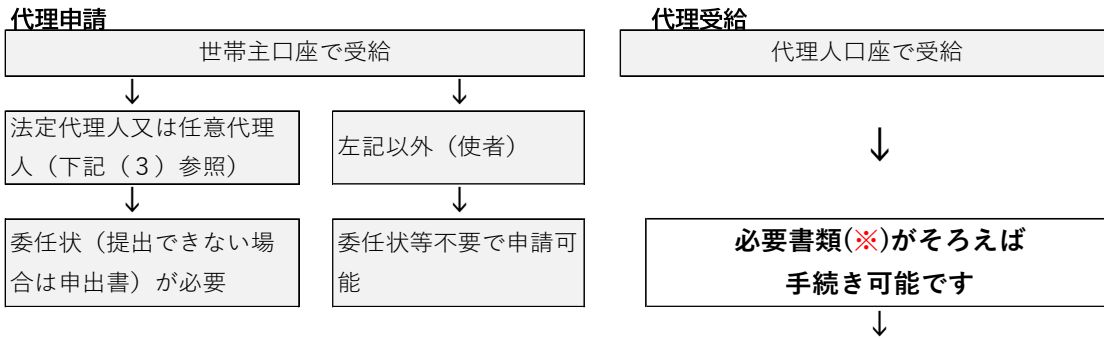 代理申請
世帯主口座で受給
↓
↓
法定代理人又は任意代理
人（下記（３）参照）
左記以外（使者）
↓
↓
委任状（提出できない場
合は申出書）が必要
委任状等不要で申請可
能
代理受給
代理人口座で受給
↓
必要書類(※)がそろえば
手続き可能です
↓